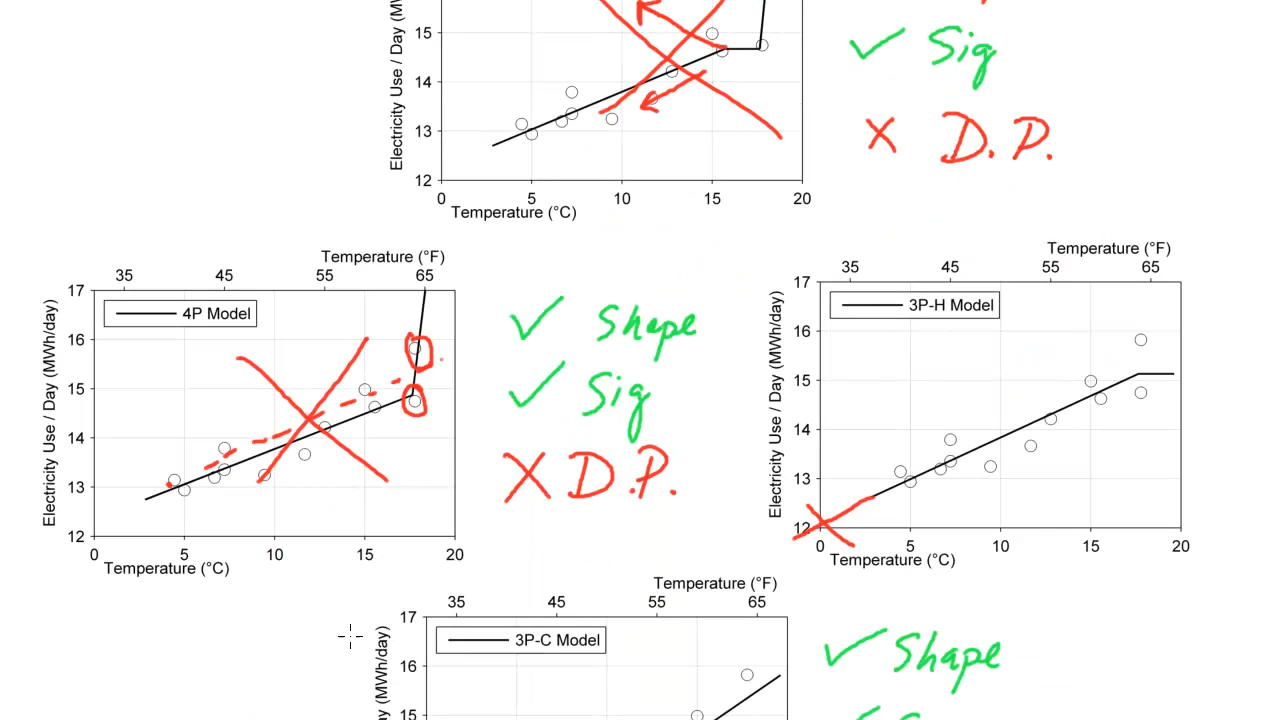 Electricity Use / Day (MW
15
14
13
12
0 5 10 15 20
Temperature (°C)
✓ Sig
X D.P.
Temperature (°F)
35 45 55 65
4P Model
Electricity Use / Day (MWh/day)
17
16
15
14
13
12
0 5 10 15 20
Temperature (°C)
✓ Shape
✓ Sig
X D.P.
Temperature (°F)
35 45 55 65
3P-H Model
Electricity Use / Day (MWh/day)
17
16
15
14
13
12
0 5 10 15 20
Temperature (°C)
Temperature (°F)
35 45 55 65
3P-C Model
(MWh/day)
17
16
15
✓ Shape